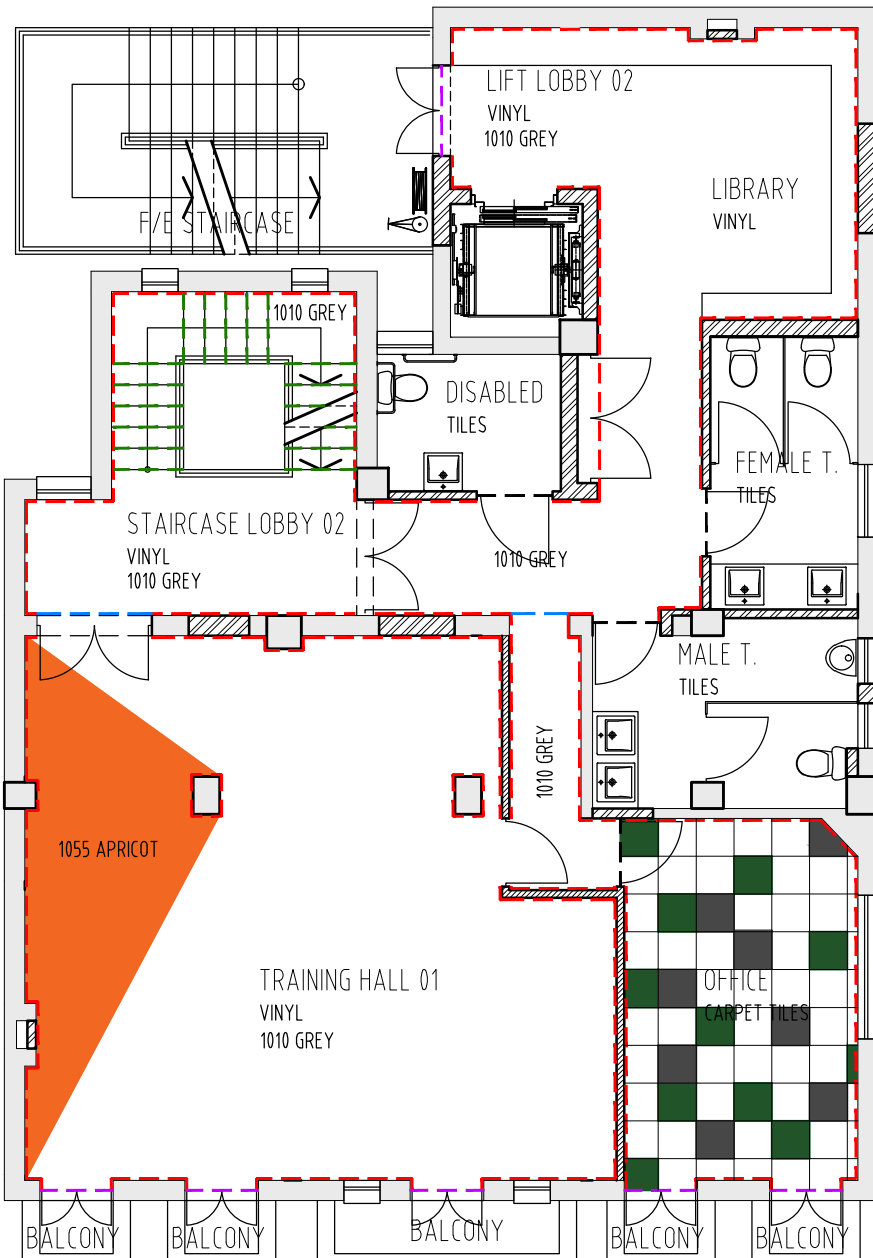 LIFT LOBBY 02
VINYL
1010 GREY
LIBRARY
VINYL
F/E STAIRCASE
1010 GREY
DISABLED
TILES
FEMALE T.
TILES
STAIRCASE LOBBY 02
VINYL
1010 GREY
1010 GREY
MALE T.
TILES
1010 GREY
1055 APRICOT
TRAINING HALL 01
VINYL
1010 GREY
OFFICE
CARPET TILES
BALCONY
BALCONY
BALCONY
BALCONY
BALCONY